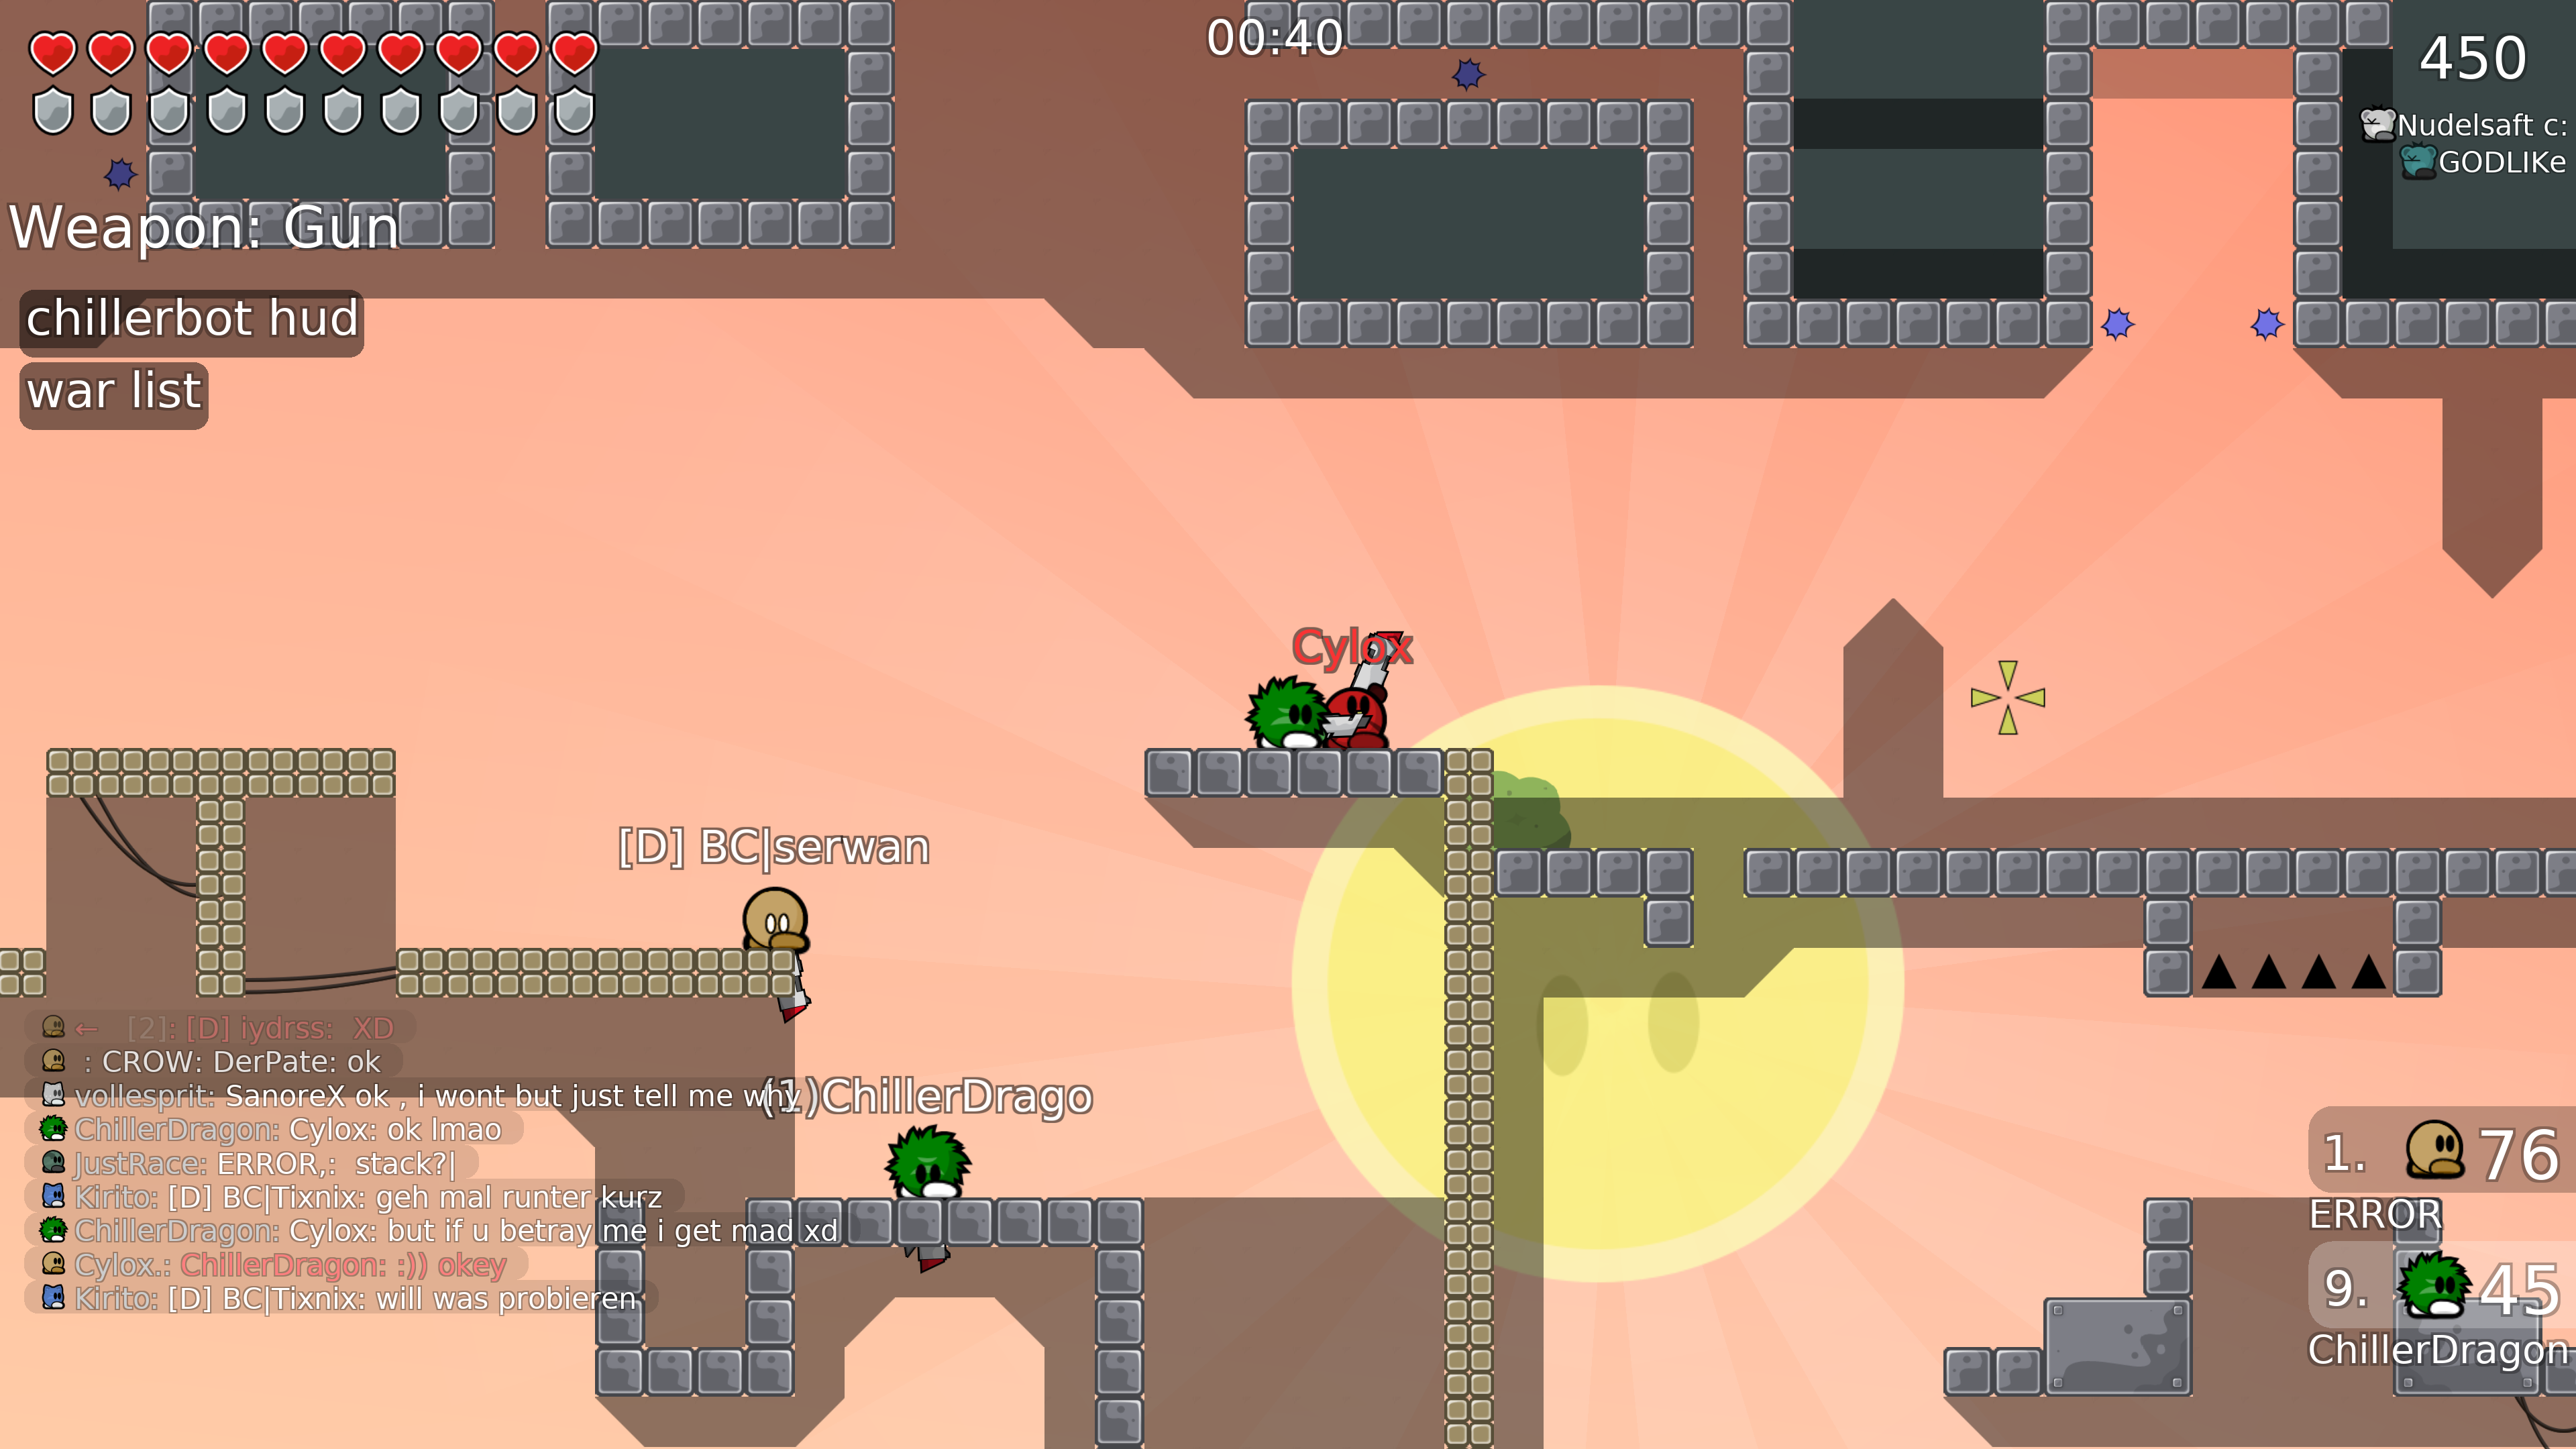 00:40
450
Nudelsaft c:
GODLIKe
Weapon: Gun
chillerbot hud
war list
Cylox
[D] BC|serwan
← [2]: [D] iydrss: XD
: CROW: DerPate: ok
vollesprit: SanoreX ok , i wont but just tell me why
(1)ChillerDrago
ChillerDragon: Cylox: ok lmao
JustRace: ERROR,: stack?|
Kirito: [D] BC|Tixnix: geh mal runter kurz
ChillerDragon: Cylox: but if u betray me i get mad xd
Cylox.: ChillerDragon: :)) okey
Kirito: [D] BC|Tixnix: will was probieren
1. 76
ERROR
9. 45
ChillerDragon